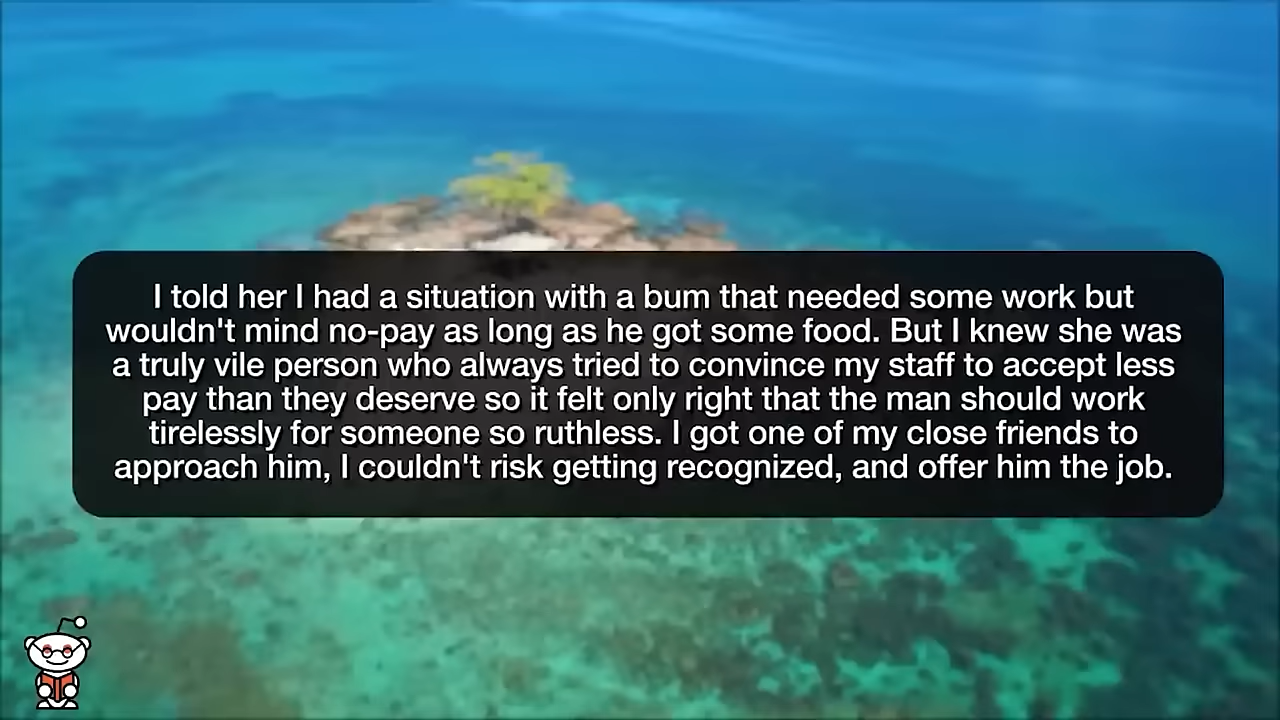 I told her I had a situation with a bum that needed some work but
wouldn't mind no-pay as long as he got some food. But I knew she was
a truly vile person who always tried to convince my staff to accept less
pay than they deserve so it felt only right that the man should work
tirelessly for someone so ruthless. I got one of my close friends to
approach him, I couldn't risk getting recognized, and offer him the job.